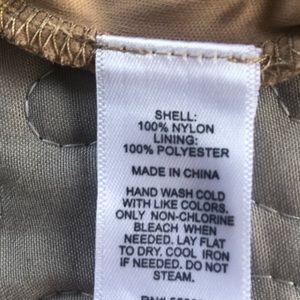 SHELL:
100% NYLON
LINING:
100% POLYESTER
MADE IN CHINA
HAND WASH COLD
WITH LIKE COLORS,
ONLY NON-CHLORINE
BLEACH WHEN
NEEDED. LAY FLAT
TO DRY. COOL IRON
IF NEEDED. DO NOT
STEAM.